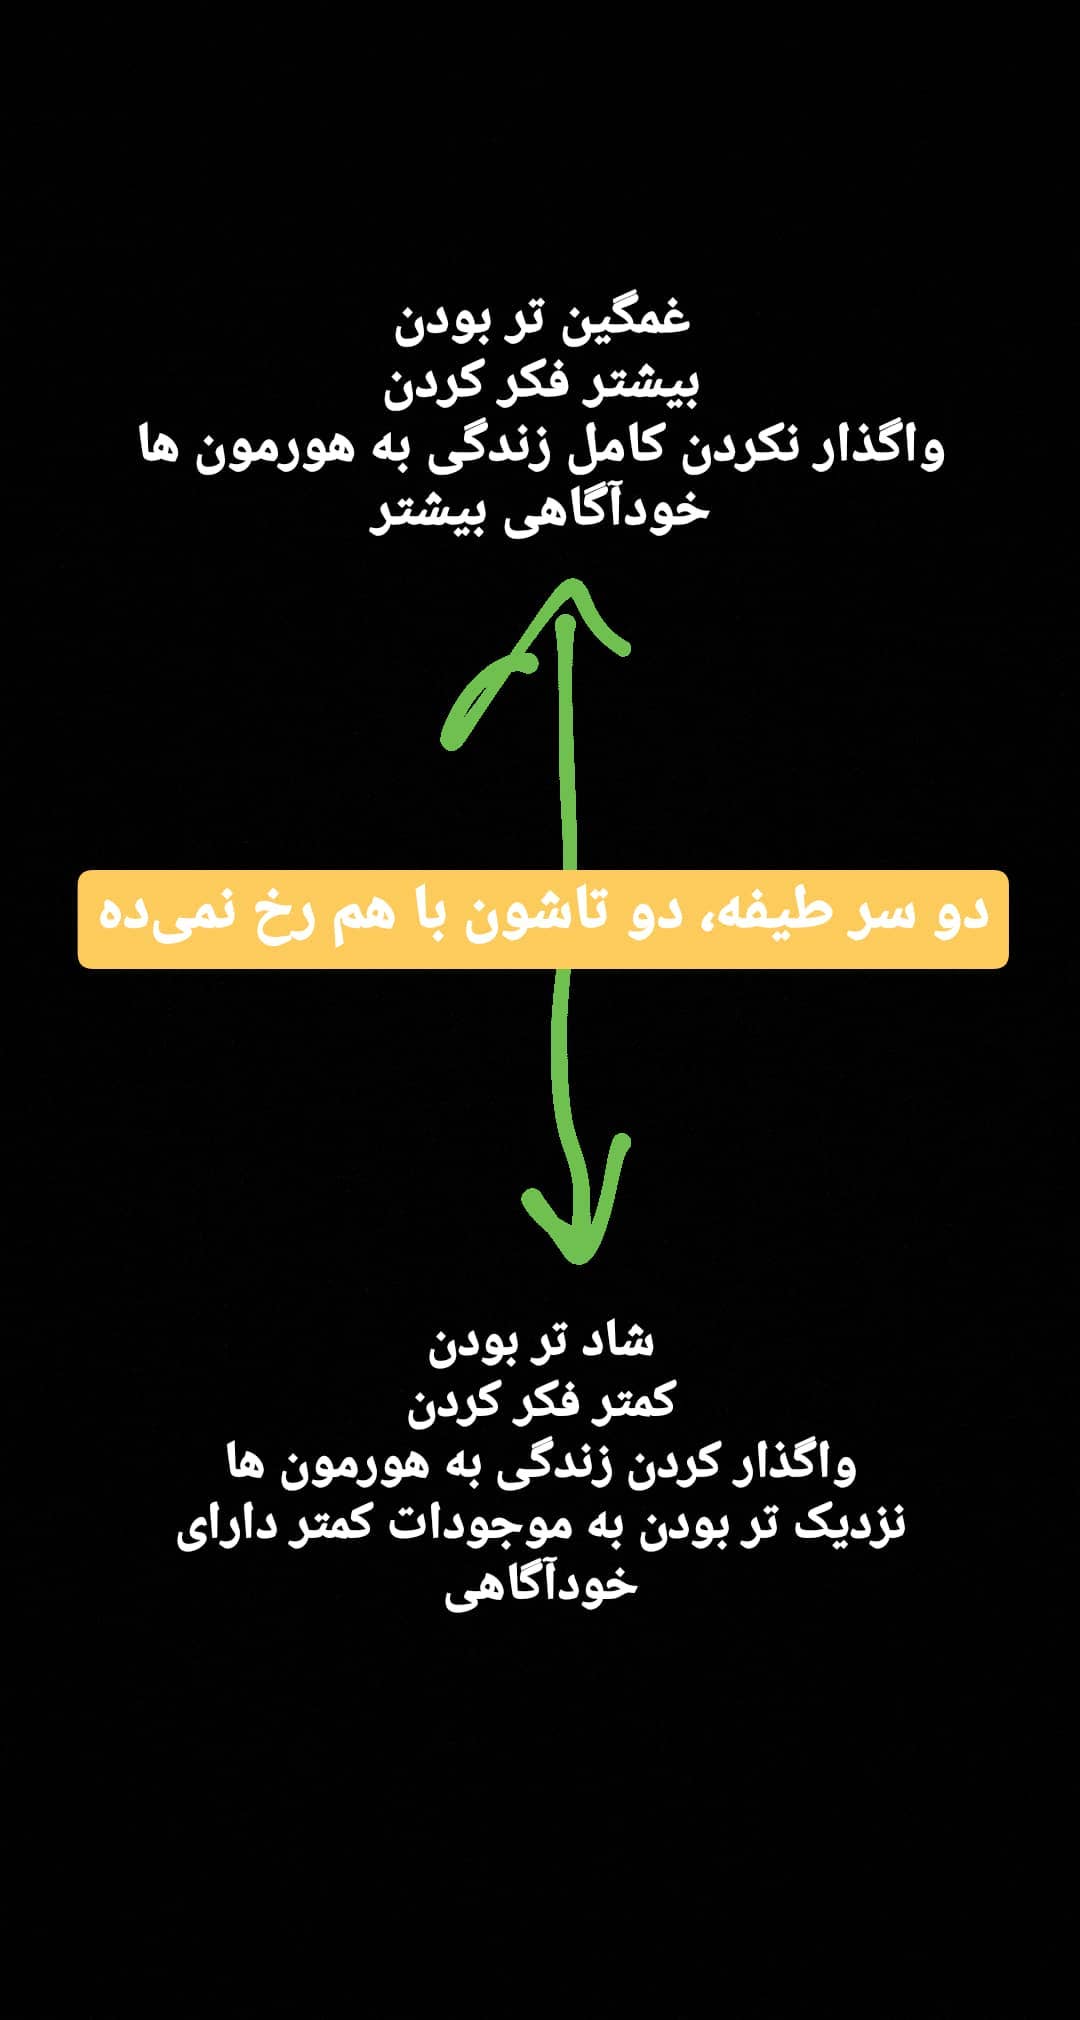 غمگین تر بودن
بیشتر فکر کردن
واگذار نکردن کامل زندگی به هورمون ها
خودآگاهی بیشتر
دو سر طیفه، دو تاشون با هم رخ نمی‌ده
شاد تر بودن
کمتر فکر کردن
واگذار کردن زندگی به هورمون ها
نزدیک تر بودن به موجودات کمتر دارای
خودآگاهی